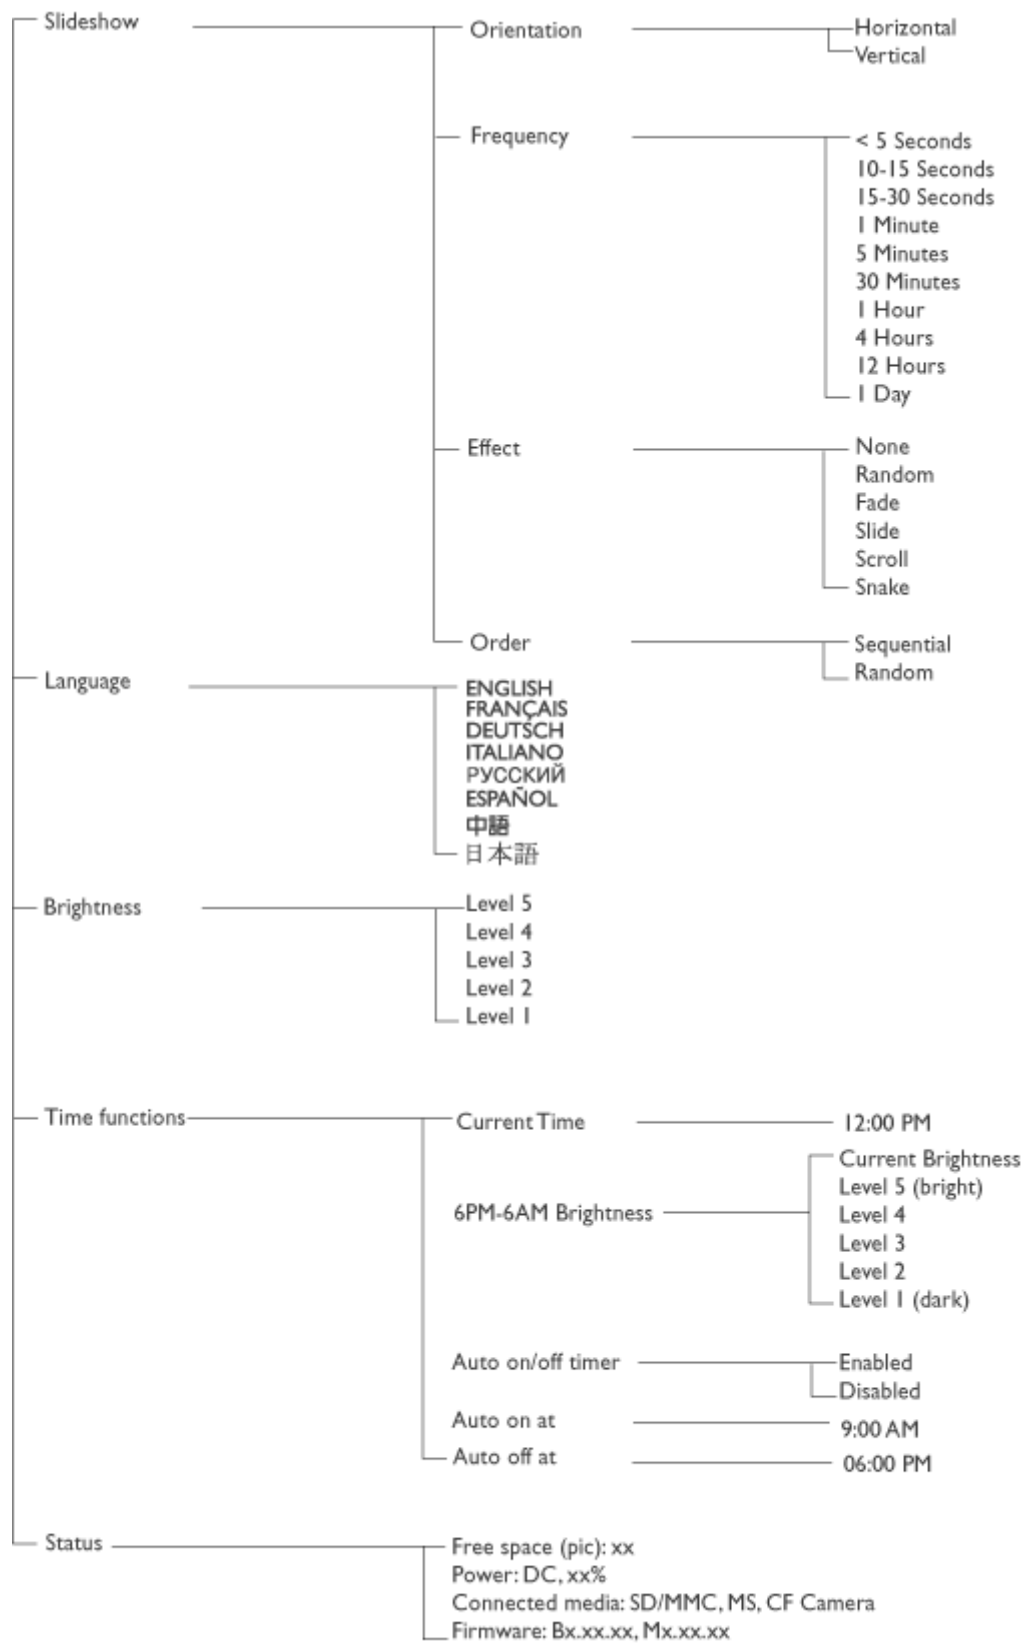 Slideshow
Orientation
Horizontal
Vertical
Frequency
< 5 Seconds
10-15 Seconds
15-30 Seconds
1 Minute
5 Minutes
30 Minutes
1 Hour
4 Hours
12 Hours
1 Day
Effect
None
Random
Fade
Slide
Scroll
Snake
Order
Sequential
Random
Language
ENGLISH
FRANÇAIS
DEUTSCH
ITALIANO
РУССКИЙ
ESPAÑOL
中語
日本語
Brightness
Level 5
Level 4
Level 3
Level 2
Level 1
Time functions
Current Time
12:00 PM
6PM-6AM Brightness
Current Brightness
Level 5 (bright)
Level 4
Level 3
Level 2
Level 1 (dark)
Auto on/off timer
Enabled
Disabled
Auto on at
9:00 AM
Auto off at
06:00 PM
Status
Free space (pic): xx
Power: DC, xx%
Connected media: SD/MMC, MS, CF Camera
Firmware: Bx.xx.xx, Mx.xx.xx